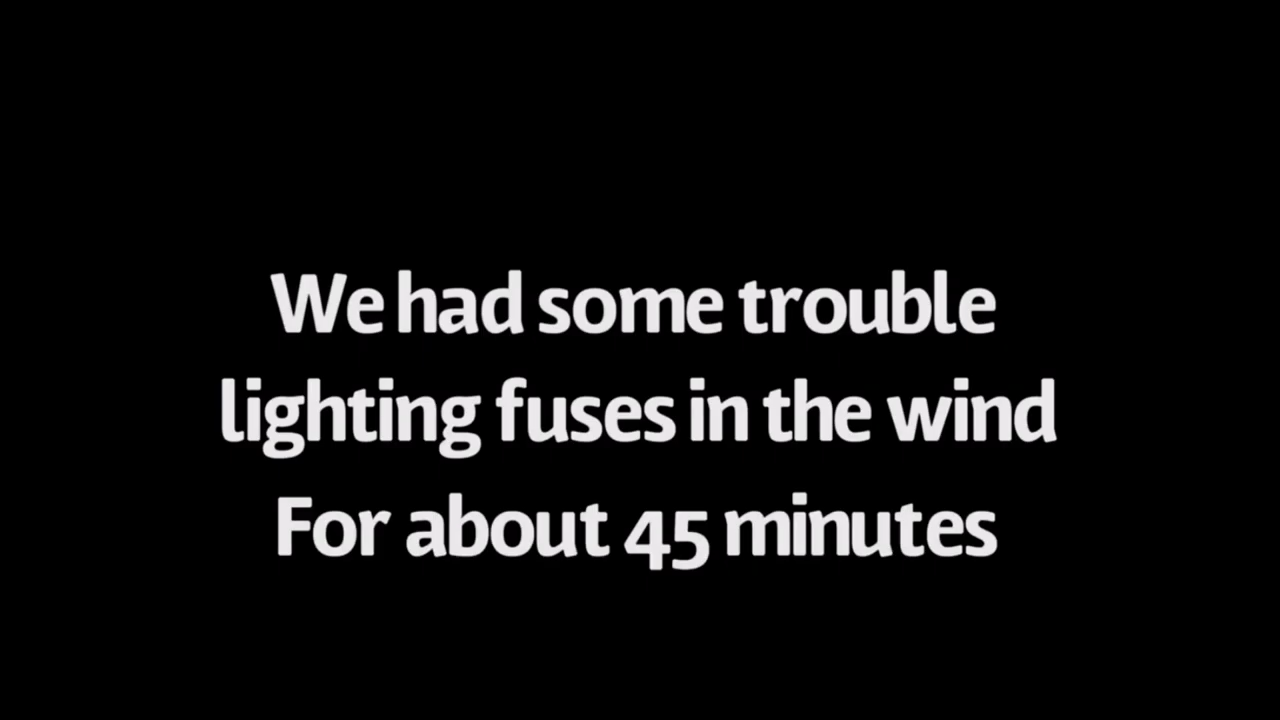 We had some trouble
lighting fuses in the wind
For about 45 minutes